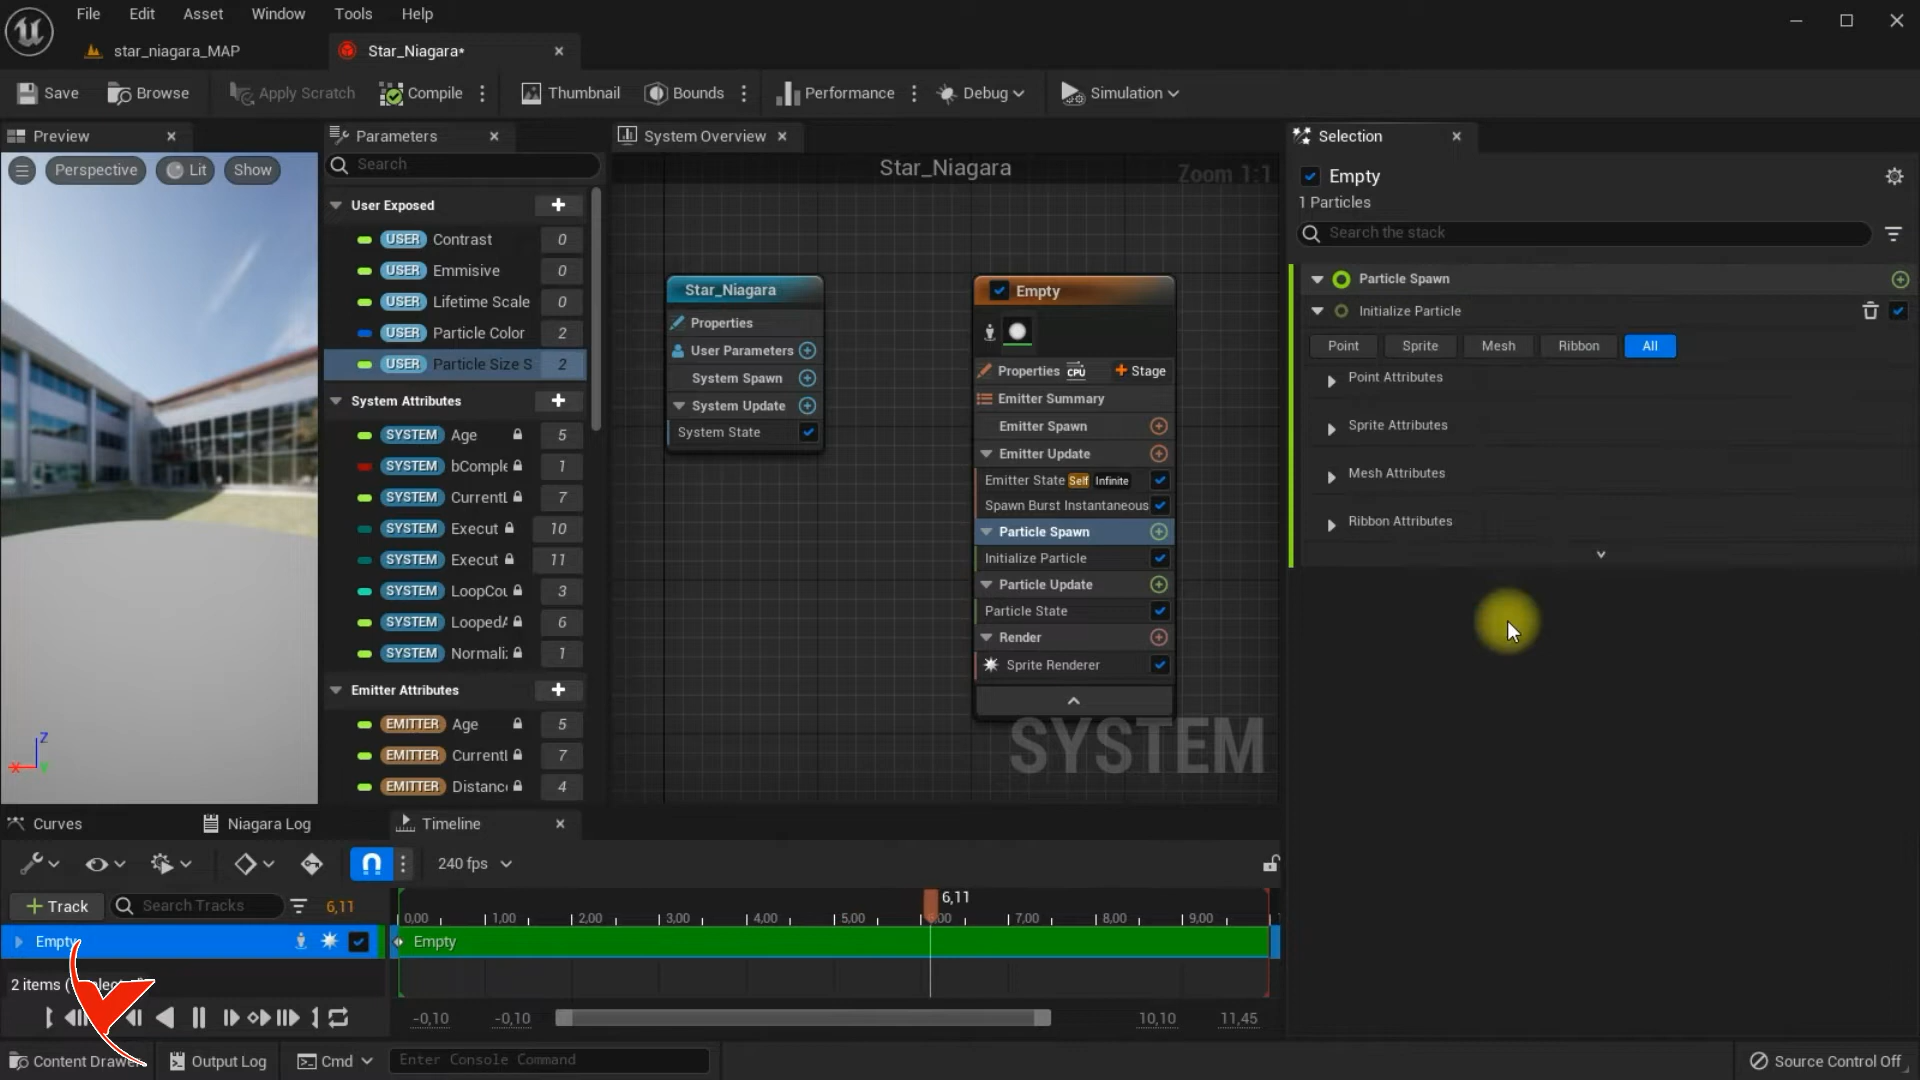 File Edit Asset Window Tools Help
star_niagara_MAP
Star_Niagara*
Save Browse Apply Scratch Compile Thumbnail Bounds Performance Debug Simulation
Preview
Perspective Lit Show
Z
X
Y
Parameters
Search
User Exposed
USER Contrast 0
USER Emmisive 0
USER Lifetime Scale 0
USER Particle Color 2
USER Particle Size S 2
System Attributes
SYSTEM Age 5
SYSTEM bComple 1
SYSTEM CurrentL 7
SYSTEM Execut 10
SYSTEM Execut 11
SYSTEM LoopCou 3
SYSTEM LoopedA 6
SYSTEM Normaliz 1
Emitter Attributes
EMITTER Age 5
EMITTER CurrentL 7
EMITTER Distance 4
System Overview
Star_Niagara
Zoom 1:1
Star_Niagara
Properties
User Parameters
System Spawn
System Update
System State
Empty
Properties CPU Stage
Emitter Summary
Emitter Spawn
Emitter Update
Emitter State Self Infinite
Spawn Burst Instantaneous
Particle Spawn
Initialize Particle
Particle Update
Particle State
Render
Sprite Renderer
SYSTEM
Selection
Empty
1 Particles
Search the stack
Particle Spawn
Initialize Particle
Point Sprite Mesh Ribbon All
Point Attributes
Sprite Attributes
Mesh Attributes
Ribbon Attributes
Curves Niagara Log Timeline
240 fps
+ Track Search Tracks 6,11
6,11
0,00 1,00 2,00 3,00 4,00 5,00 6,00 7,00 8,00 9,00
Empty
Empty
2 items (
-0,10 -0,10 10,10 11,45
Content Drawer Output Log Cmd Enter Console Command Source Control Off